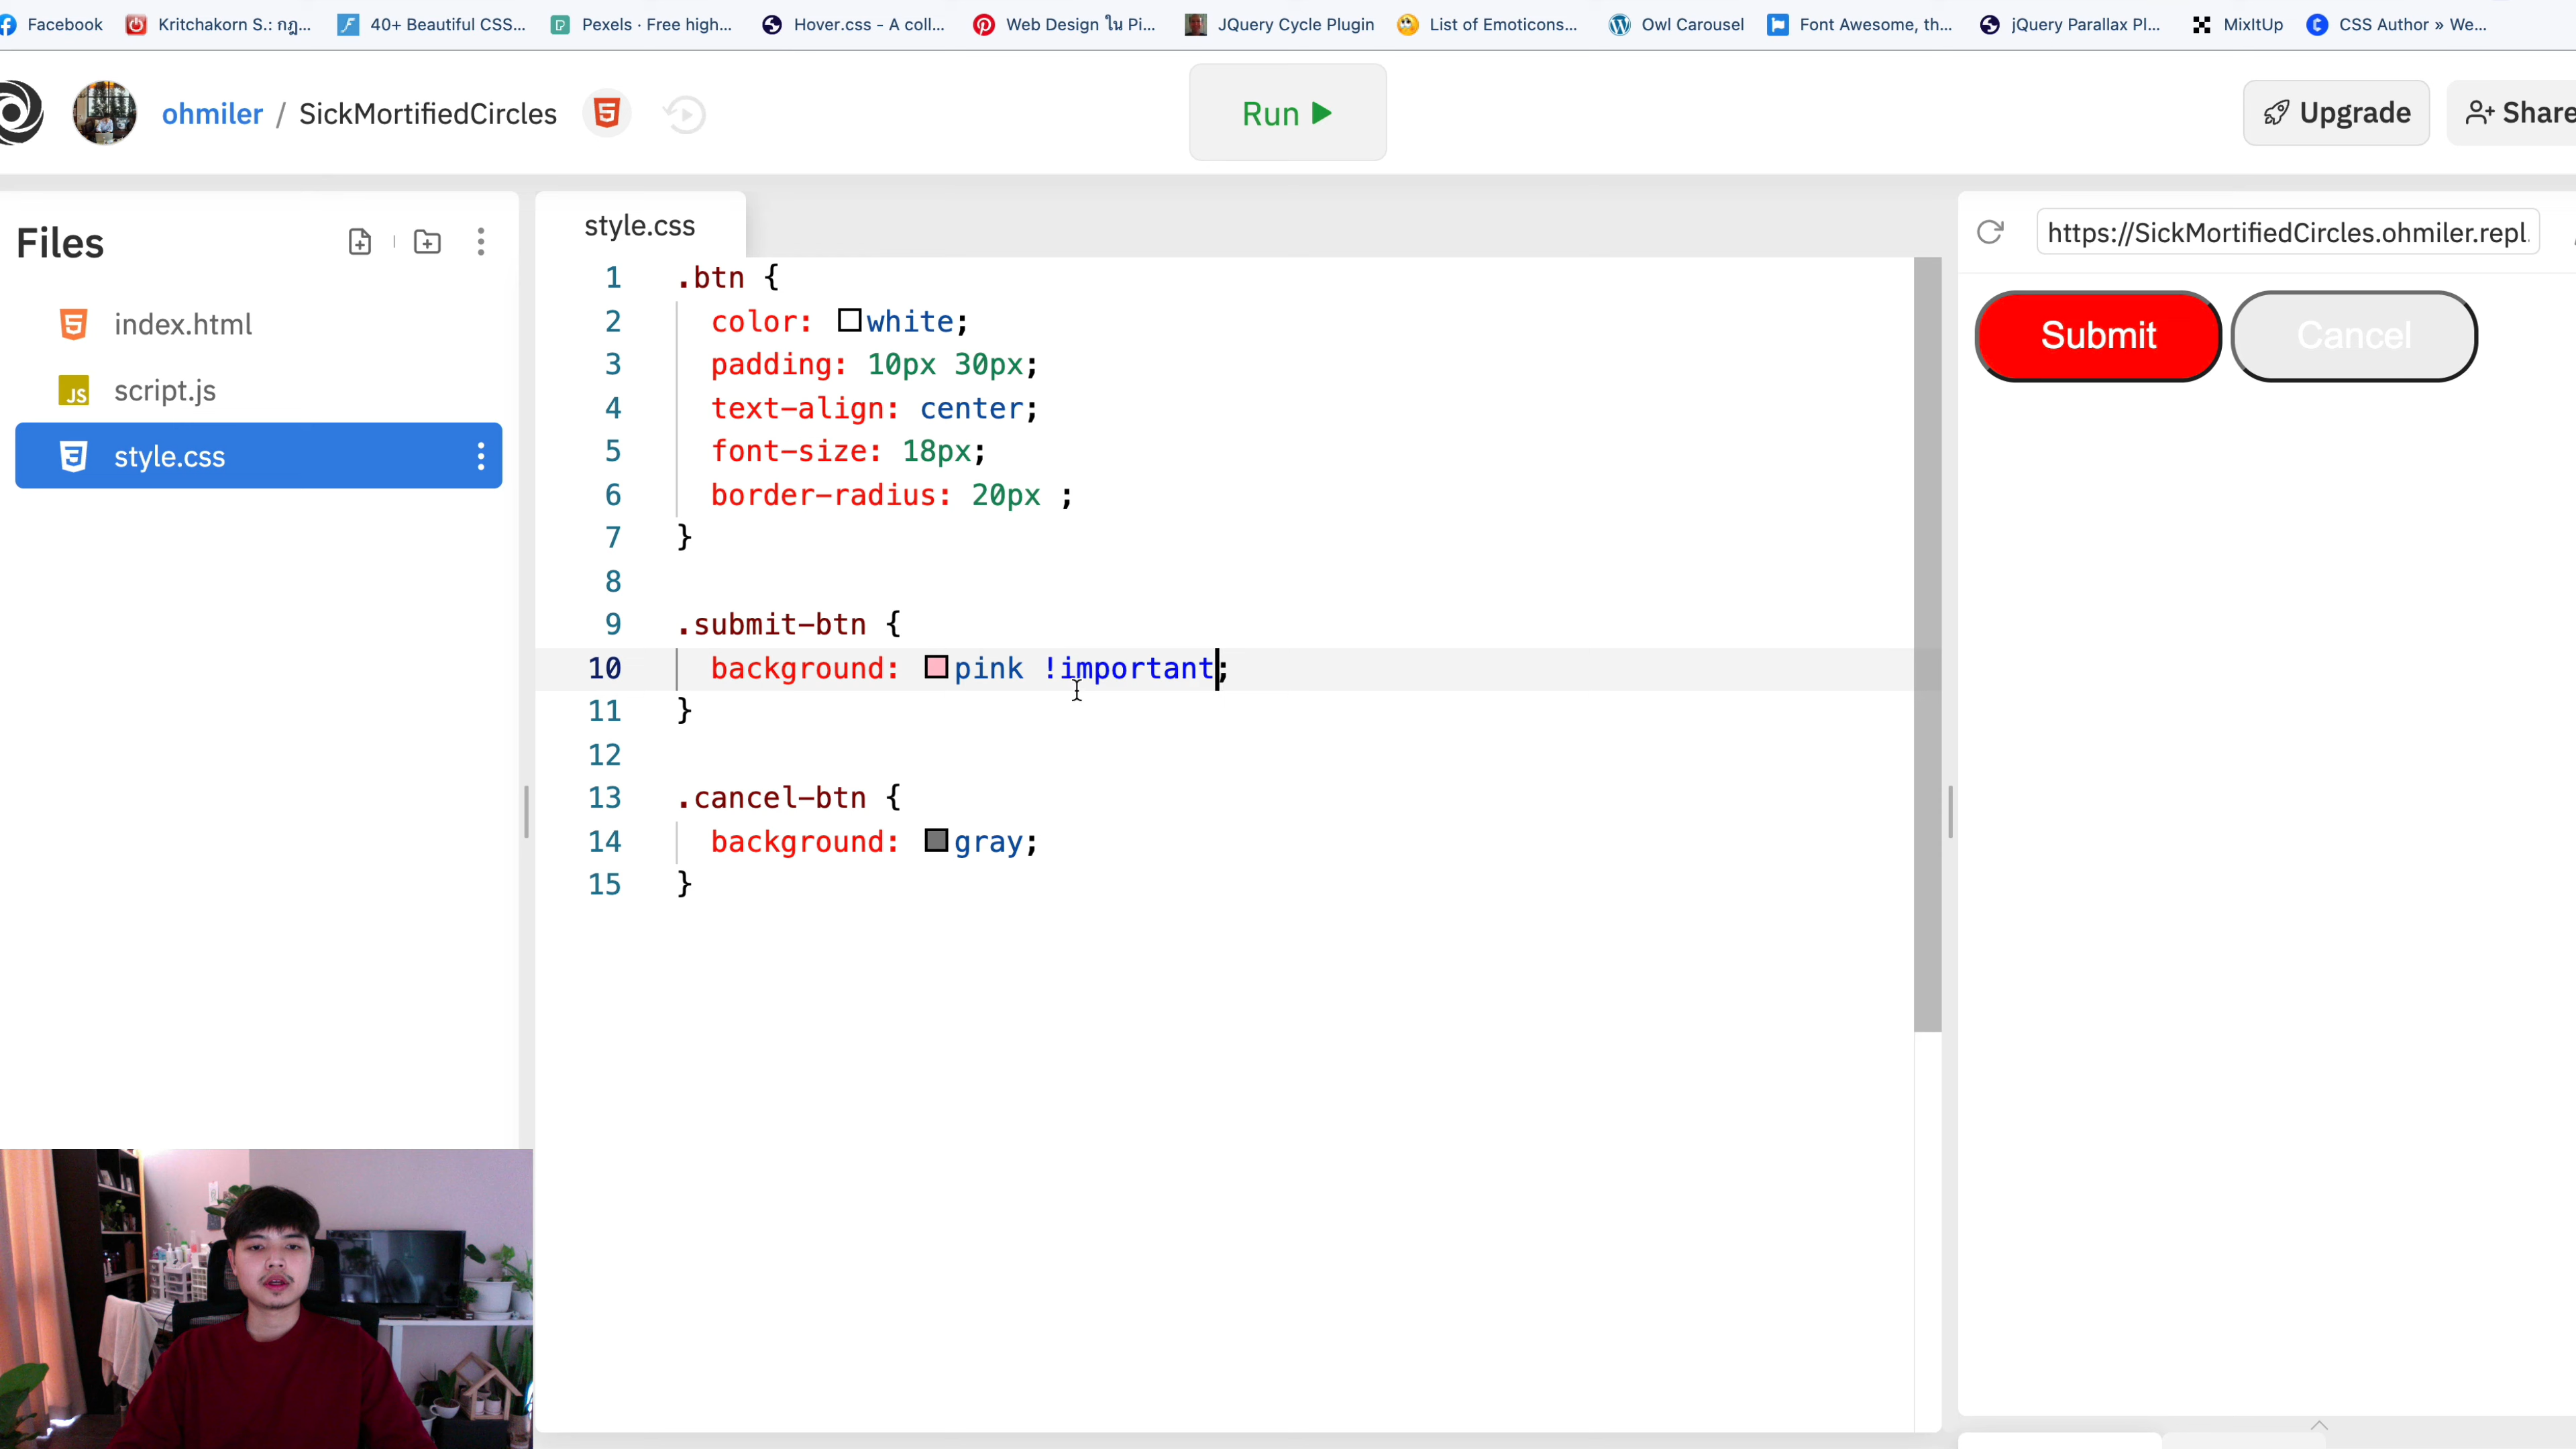 Facebook
Kritchakorn S.: กฎ...
40+ Beautiful CSS...
Pexels · Free high...
Hover.css - A coll...
Web Design ใน Pi...
JQuery Cycle Plugin
List of Emoticons...
Owl Carousel
Font Awesome, th...
jQuery Parallax Pl...
MixItUp
CSS Author » We...
ohmiler / SickMortifiedCircles
Run
Upgrade
Share
Files
index.html
script.js
style.css
style.css
1 .btn {
2 color: white;
3 padding: 10px 30px;
4 text-align: center;
5 font-size: 18px;
6 border-radius: 20px ;
7 }
8
9 .submit-btn {
10 background: pink !important;
11 }
12
13 .cancel-btn {
14 background: gray;
15 }
https://SickMortifiedCircles.ohmiler.repl.
Submit
Cancel